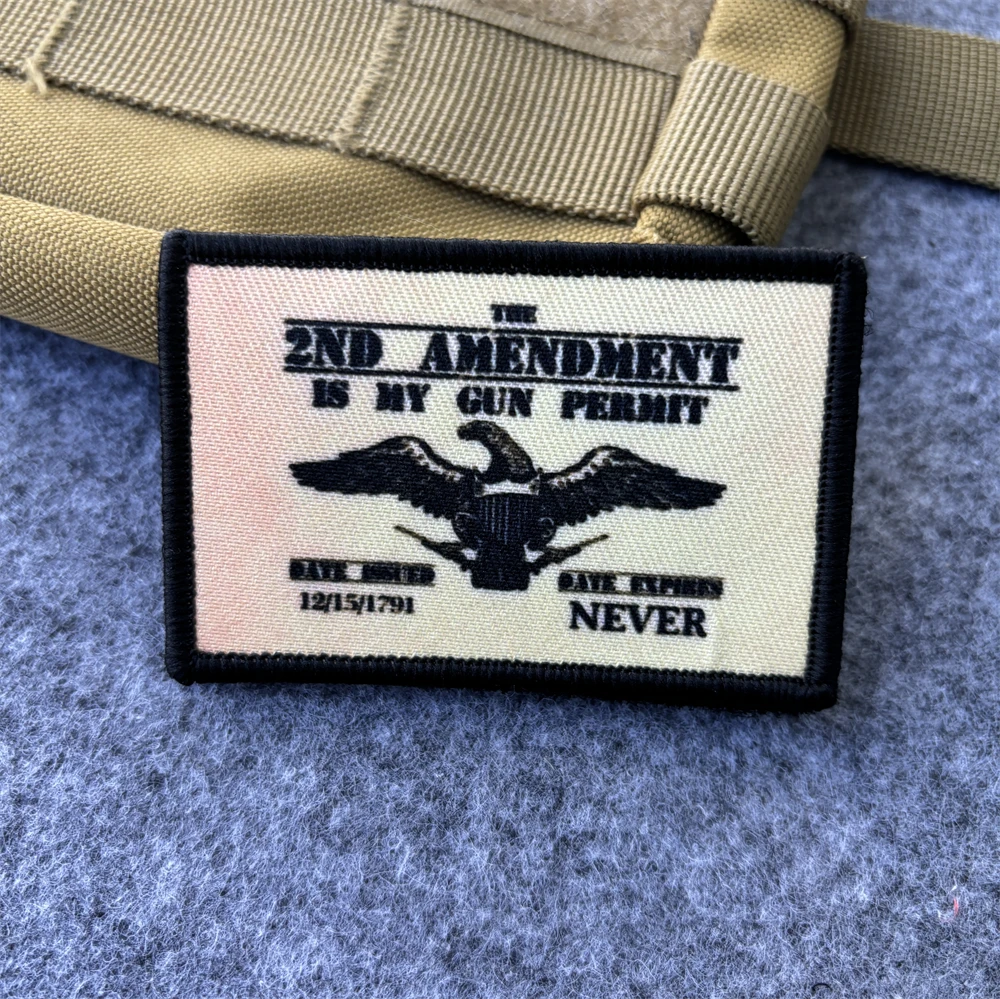 THE
2ND AMENDMENT
IS MY GUN PERMIT
DATE ISSUED
12/15/1791
DATE EXPIRES
NEVER